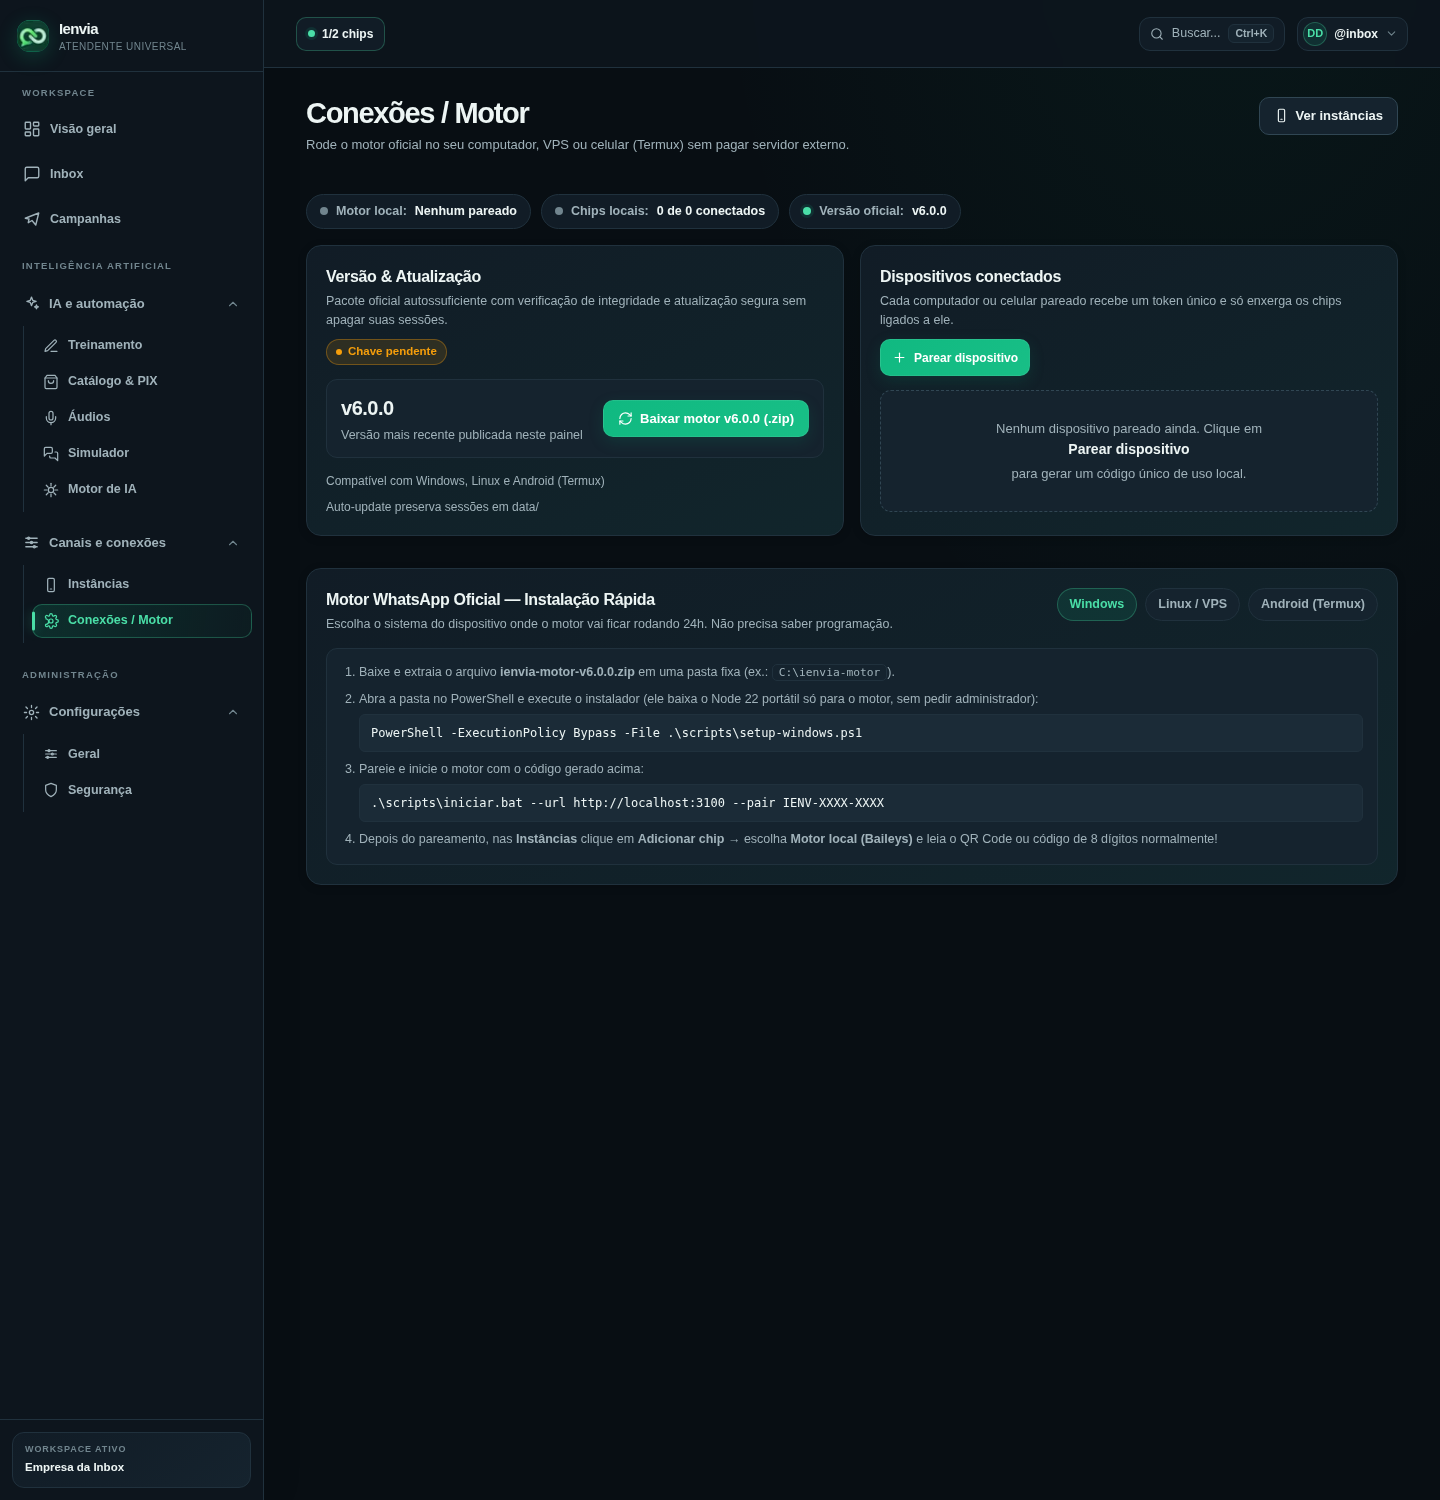 Ienvia
ATENDENTE UNIVERSAL
1/2 chips
Buscar...
Ctrl+K
DD
@inbox
WORKSPACE
Visão geral
Inbox
Campanhas
INTELIGÊNCIA ARTIFICIAL
IA e automação
Treinamento
Catálogo & PIX
Áudios
Simulador
Motor de IA
Canais e conexões
Instâncias
Conexões / Motor
ADMINISTRAÇÃO
Configurações
Geral
Segurança
WORKSPACE ATIVO
Empresa da Inbox
Conexões / Motor
Rode o motor oficial no seu computador, VPS ou celular (Termux) sem pagar servidor externo.
Ver instâncias
Motor local: Nenhum pareado
Chips locais: 0 de 0 conectados
Versão oficial: v6.0.0
Versão & Atualização
Pacote oficial autossuficiente com verificação de integridade e atualização segura sem
apagar suas sessões.
Chave pendente
v6.0.0
Versão mais recente publicada neste painel
Baixar motor v6.0.0 (.zip)
Compatível com Windows, Linux e Android (Termux)
Auto-update preserva sessões em data/
Dispositivos conectados
Cada computador ou celular pareado recebe um token único e só enxerga os chips
ligados a ele.
Parear dispositivo
Nenhum dispositivo pareado ainda. Clique em
Parear dispositivo
para gerar um código único de uso local.
Motor WhatsApp Oficial — Instalação Rápida
Escolha o sistema do dispositivo onde o motor vai ficar rodando 24h. Não precisa saber programação.
Windows
Linux / VPS
Android (Termux)
1. Baixe e extraia o arquivo ienvia-motor-v6.0.0.zip em uma pasta fixa (ex.: C:\ienvia-motor ).
2. Abra a pasta no PowerShell e execute o instalador (ele baixa o Node 22 portátil só para o motor, sem pedir administrador):
PowerShell -ExecutionPolicy Bypass -File .\scripts\setup-windows.ps1
3. Pareie e inicie o motor com o código gerado acima:
.\scripts\iniciar.bat --url http://localhost:3100 --pair IENV-XXXX-XXXX
4. Depois do pareamento, nas Instâncias clique em Adicionar chip → escolha Motor local (Baileys) e leia o QR Code ou código de 8 dígitos normalmente!